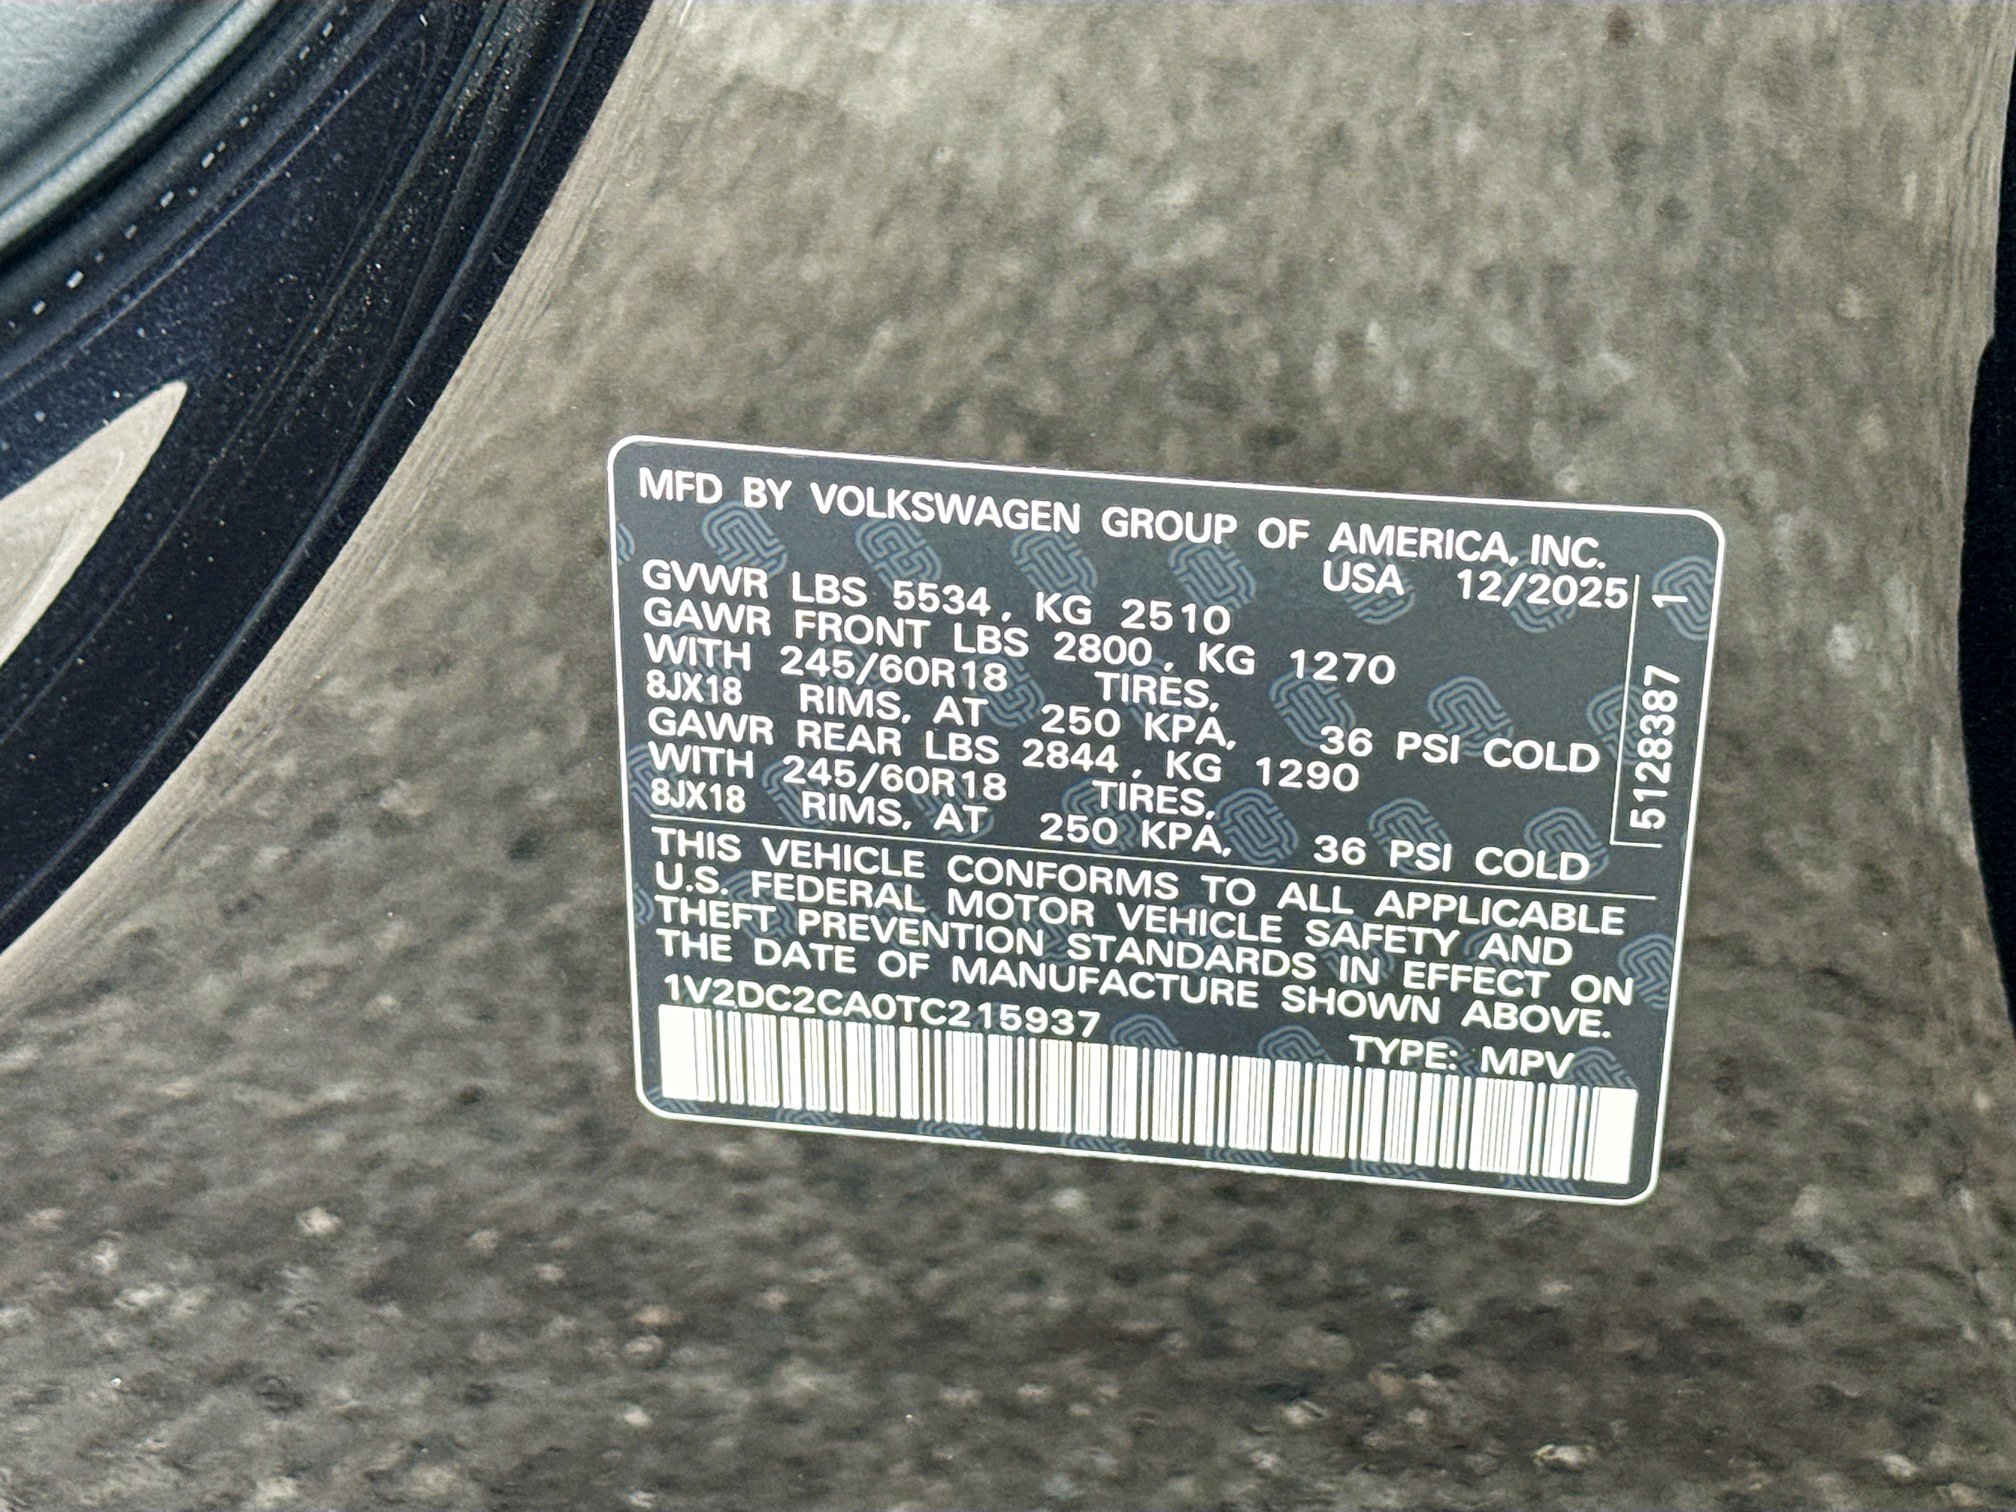 MFD BY VOLKSWAGEN GROUP OF AMERICA, INC.
USA 12/2025
GVWR LBS 5534, KG 2510
GAWR FRONT LBS 2800, KG 1270
WITH 245/60R18 TIRES,
8JX18 RIMS, AT 250 KPA, 36 PSI COLD
GAWR REAR LBS 2844, KG 1290
WITH 245/60R18 TIRES,
8JX18 RIMS, AT 250 KPA, 36 PSI COLD
5128387 1
THIS VEHICLE CONFORMS TO ALL APPLICABLE
U.S. FEDERAL MOTOR VEHICLE SAFETY AND
THEFT PREVENTION STANDARDS IN EFFECT ON
THE DATE OF MANUFACTURE SHOWN ABOVE.
1V2DC2CA0TC215937
TYPE: MPV